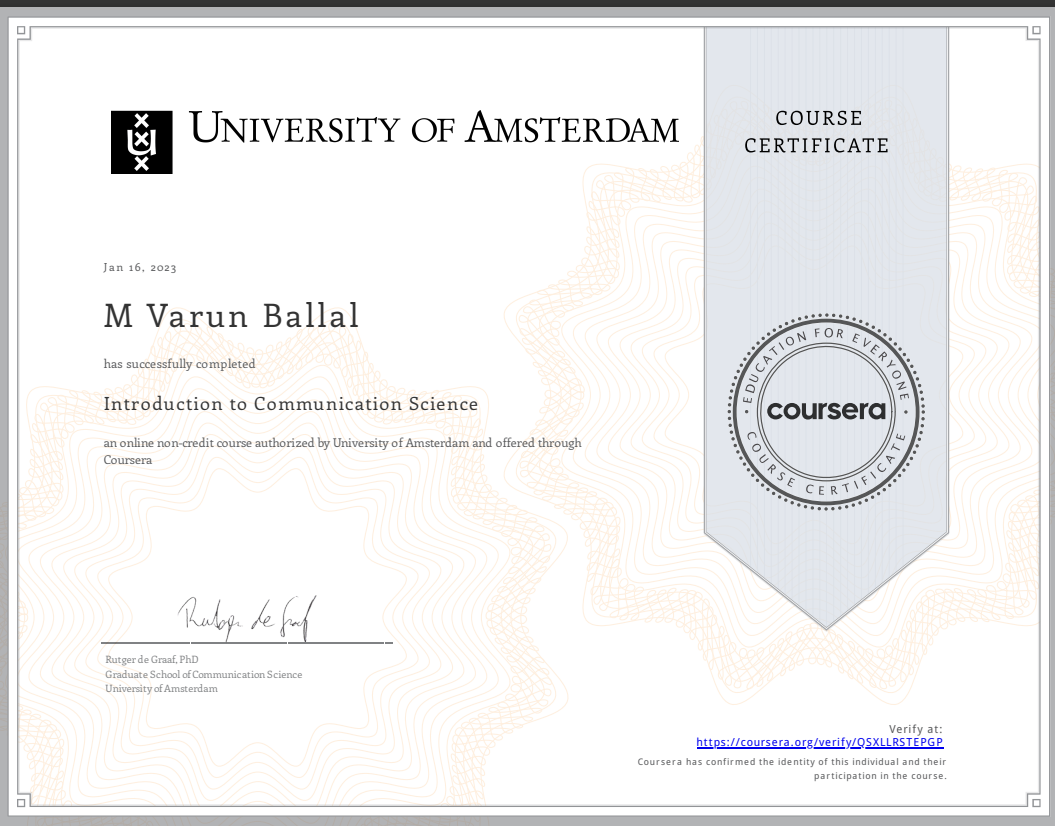 UNIVERSITY OF AMSTERDAM
COURSE
CERTIFICATE
Jan 16, 2023
M Varun Ballal
has successfully completed
Introduction to Communication Science
an online non-credit course authorized by University of Amsterdam and offered through
Coursera
EDUCATION FOR EVERYONE
coursera
COURSE CERTIFICATE
Rutger de Graaf
Rutger de Graaf, PhD
Graduate School of Communication Science
University of Amsterdam
Verify at:
https://coursera.org/verify/QSXLLRSTEPGP
Coursera has confirmed the identity of this individual and their
participation in the course.